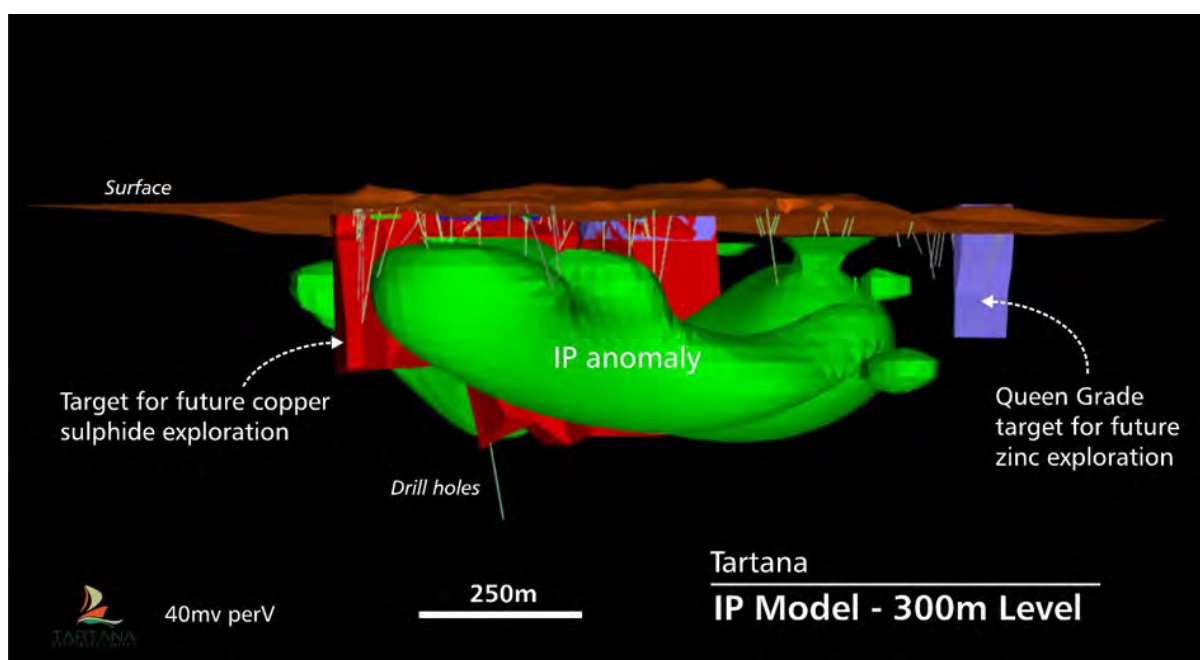 Surface
IP anomaly
Target for future copper
sulphide exploration
Queen Grade
target for future
zinc exploration
Drill holes
Tartana
IP Model - 300m Level
250m
40mv perV
TARTANA